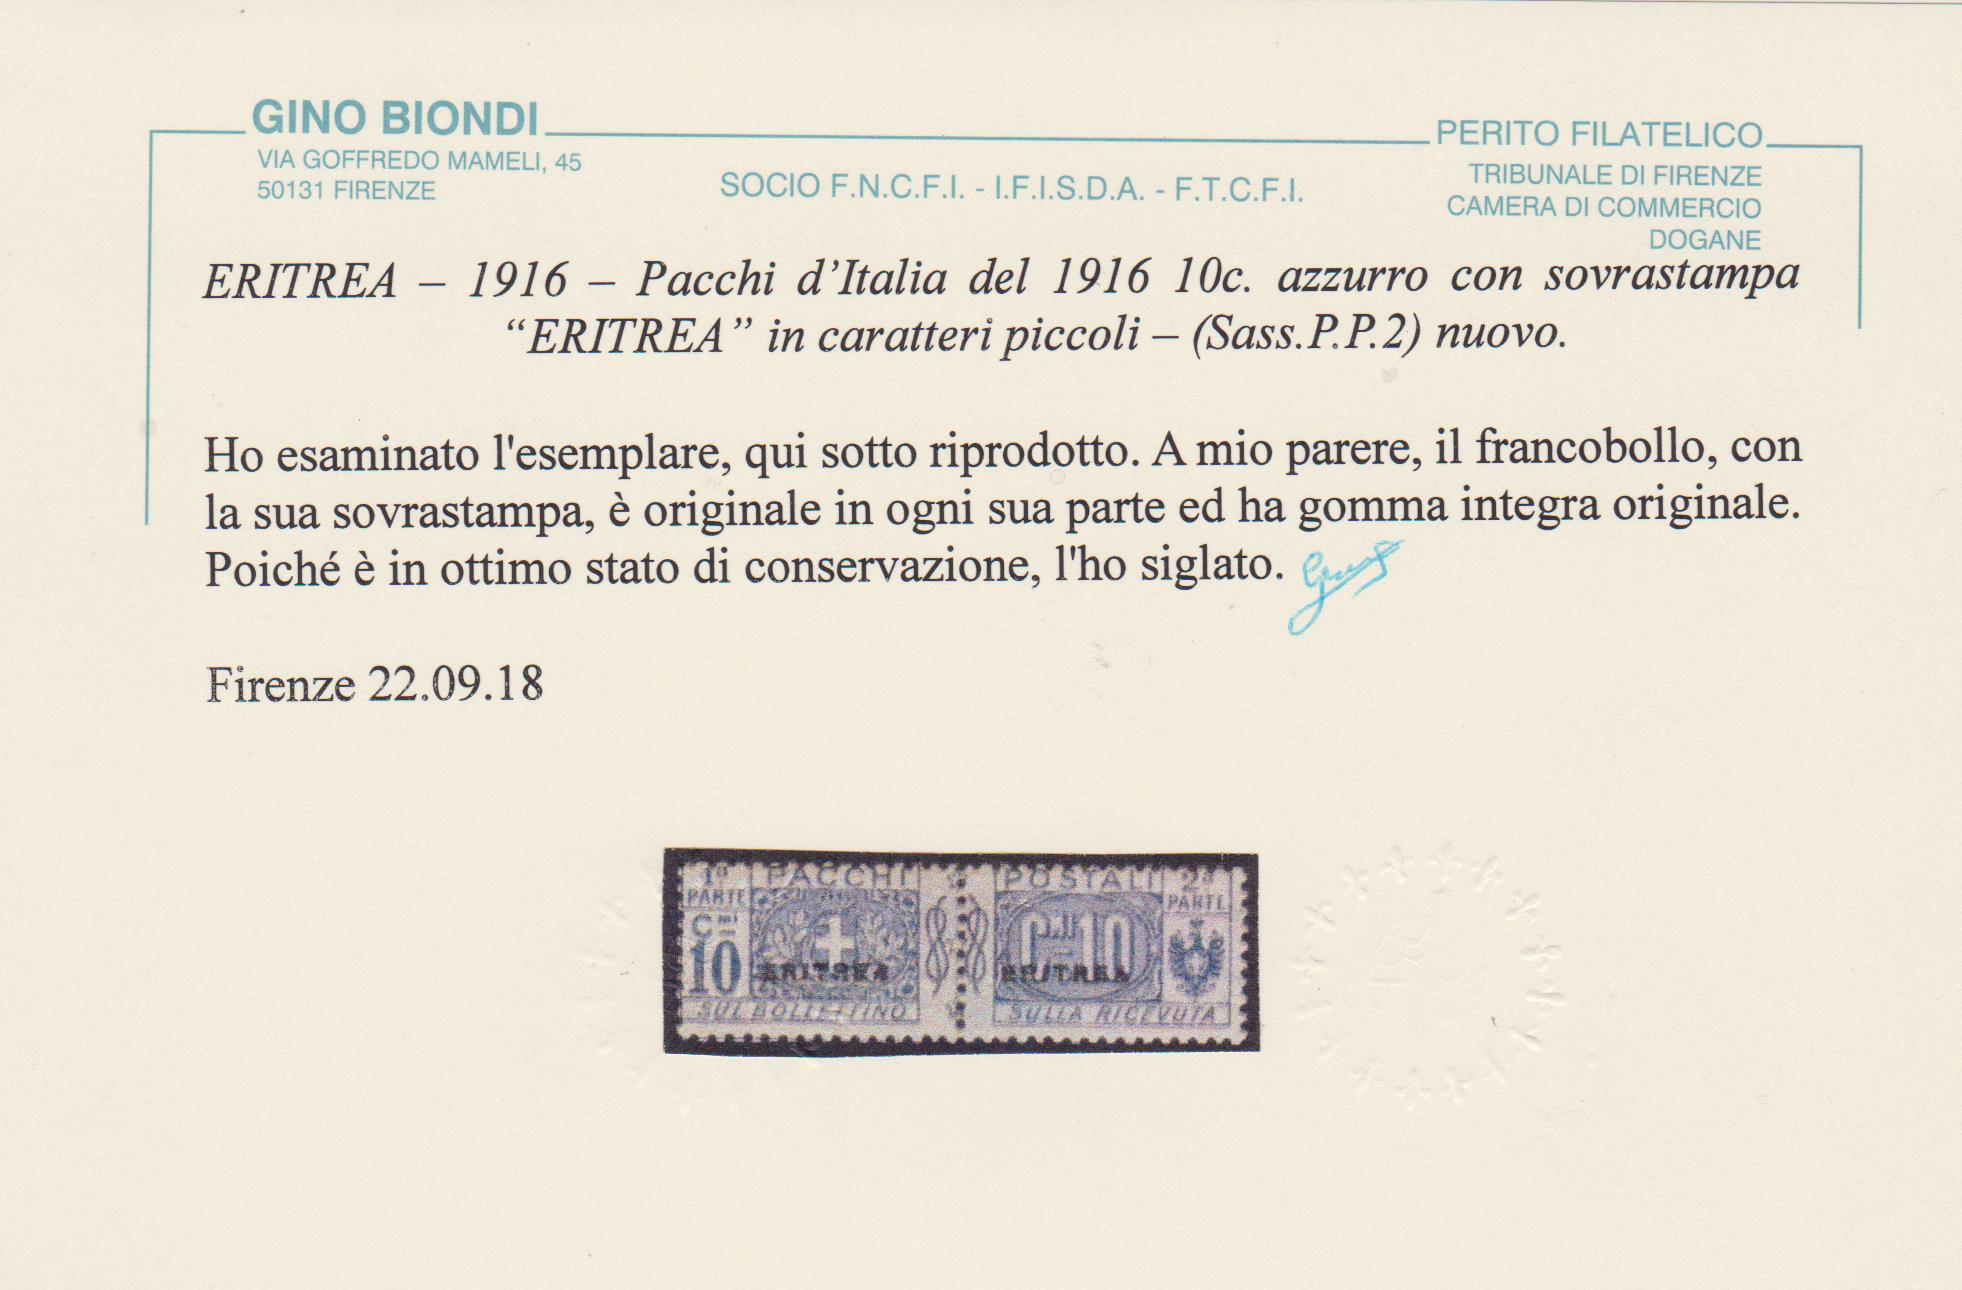 GINO BIONDI
VIA GOFFREDO MAMELI, 45
50131 FIRENZE
SOCIO F.N.C.F.I. - I.F.I.S.D.A. - F.T.C.F.I.
PERITO FILATELICO
TRIBUNALE DI FIRENZE
CAMERA DI COMMERCIO
DOGANE
ERITREA – 1916 – Pacchi d’Italia del 1916 10c. azzurro con sovrastampa
“ERITREA” in caratteri piccoli – (Sass.P.P.2) nuovo.
Ho esaminato l'esemplare, qui sotto riprodotto. A mio parere, il francobollo, con
la sua sovrastampa, è originale in ogni sua parte ed ha gomma integra originale.
Poiché è in ottimo stato di conservazione, l'ho siglato.
Firenze 22.09.18
1ª PARTE
PACCHI
Cmi
10
ERITREA
SUL BOLLETTINO
POSTALI
2ª PARTE
Cmi 10
ERITREA
SULLA RICEVUTA